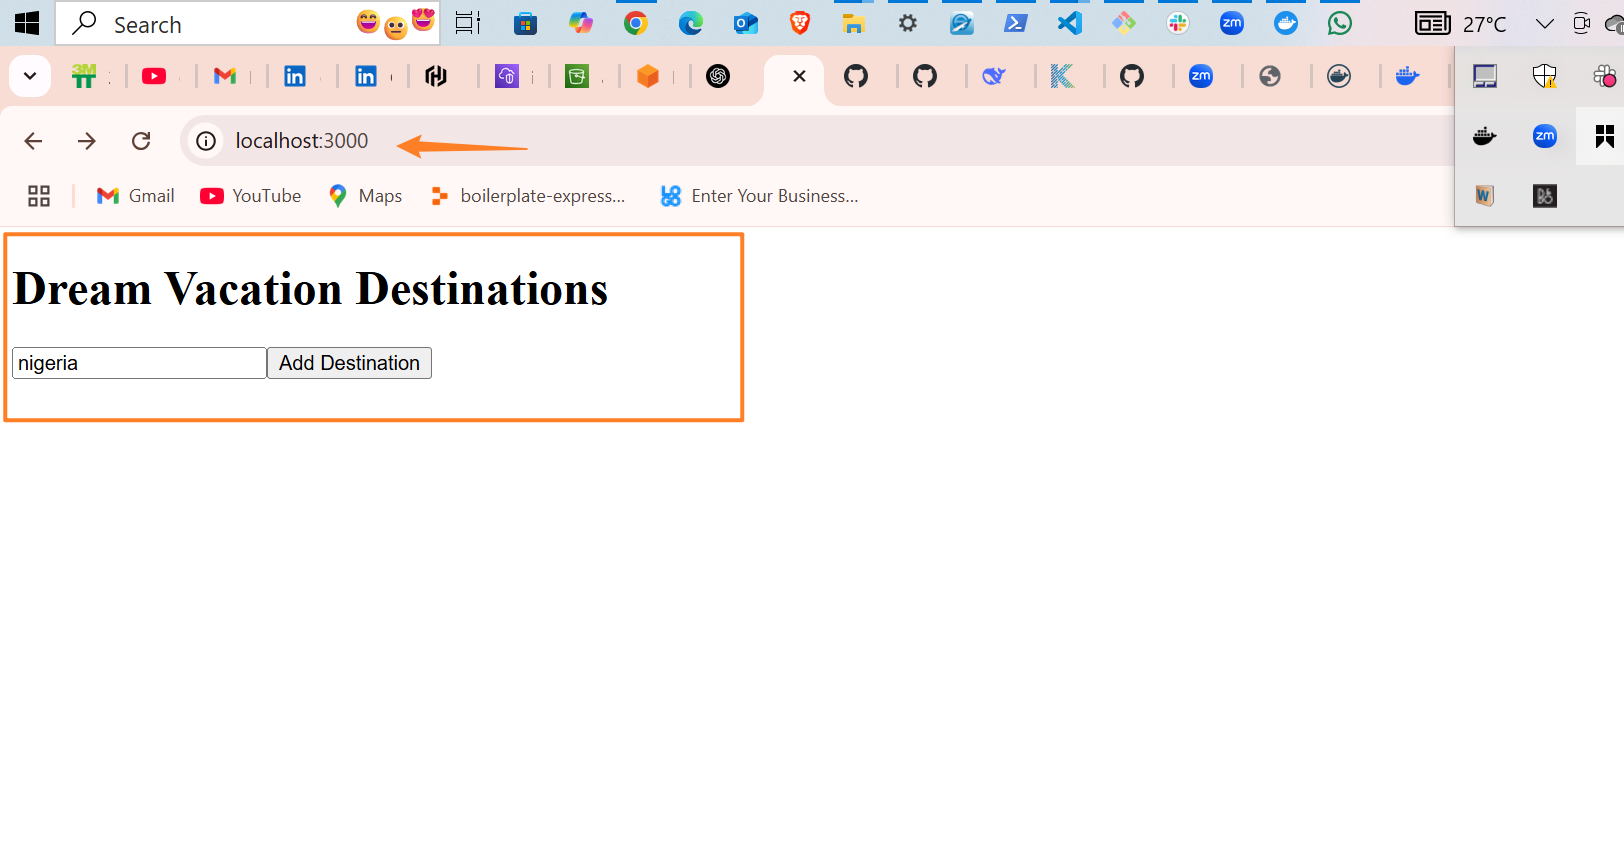 Search
27°C
localhost:3000
Gmail
YouTube
Maps
boilerplate-express...
Enter Your Business...
Dream Vacation Destinations
nigeria
Add Destination